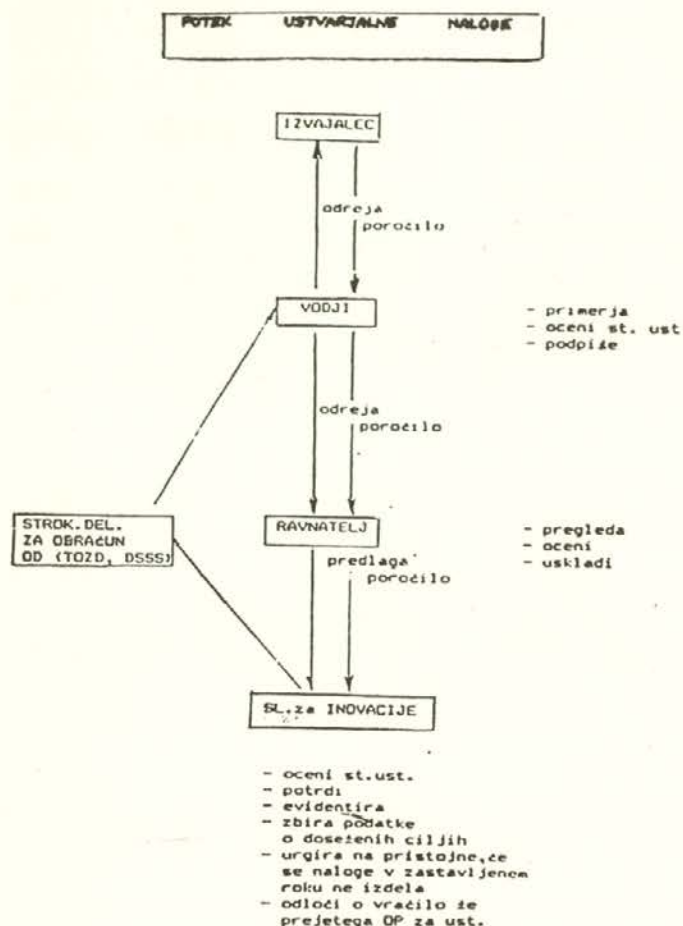 POTEK USTVARJALNE NALOGE
IZVAJALEC
odreja
poročilo
VODJI
- primerja
- oceni st. ust
- podpiše
odreja
poročilo
STROK.DEL.
ZA OBRAČUN
OD (TOZD, DSSS)
RAVNATELJ
- pregleda
- oceni
- uskladi
predlaga
poročilo
SL.za INOVACIJE
- oceni st.ust.
- potrdi
- evidentira
- zbira podatke
o doseženih ciljih
- urgira na pristojne,če
se naloge v zastavljenem
roku ne izdela
- odloči o vračilo že
prejetega OP za ust.